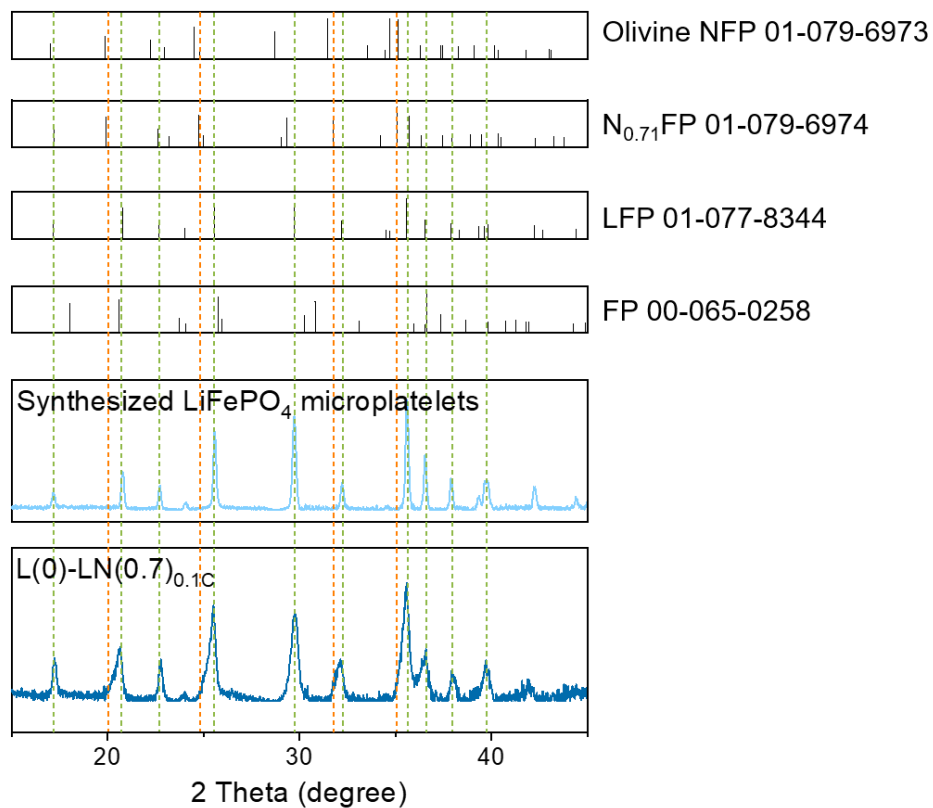 Olivine NFP 01-079-6973
N₀.₇₁FP 01-079-6974
LFP 01-077-8344
FP 00-065-0258
Synthesized LiFePO₄ microplatelets
L(0)-LN(0.7)₀.₁C
20 30 40
2 Theta (degree)